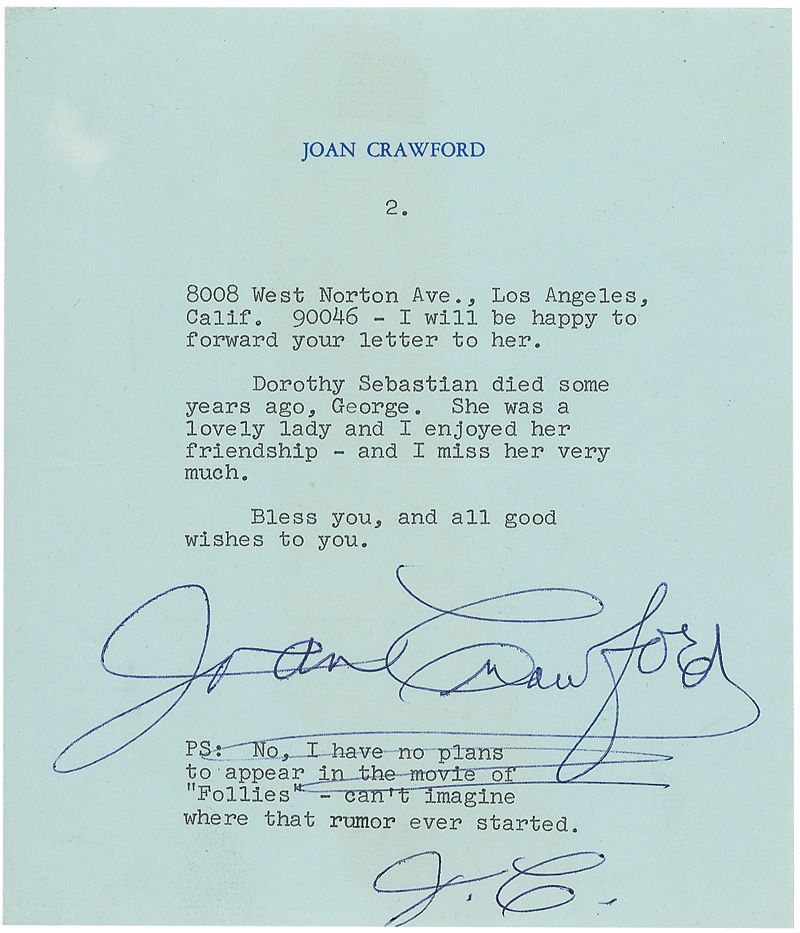 JOAN CRAWFORD
2.
8008 West Norton Ave., Los Angeles,
Calif.  90046 - I will be happy to
forward your letter to her.
Dorothy Sebastian died some
years ago, George.  She was a
lovely lady and I enjoyed her
friendship - and I miss her very
much.
Bless you, and all good
wishes to you.
Joan Crawford
PS:  No, I have no plans
to appear in the movie of
"Follies" - can't imagine
where that rumor ever started.
J. C.